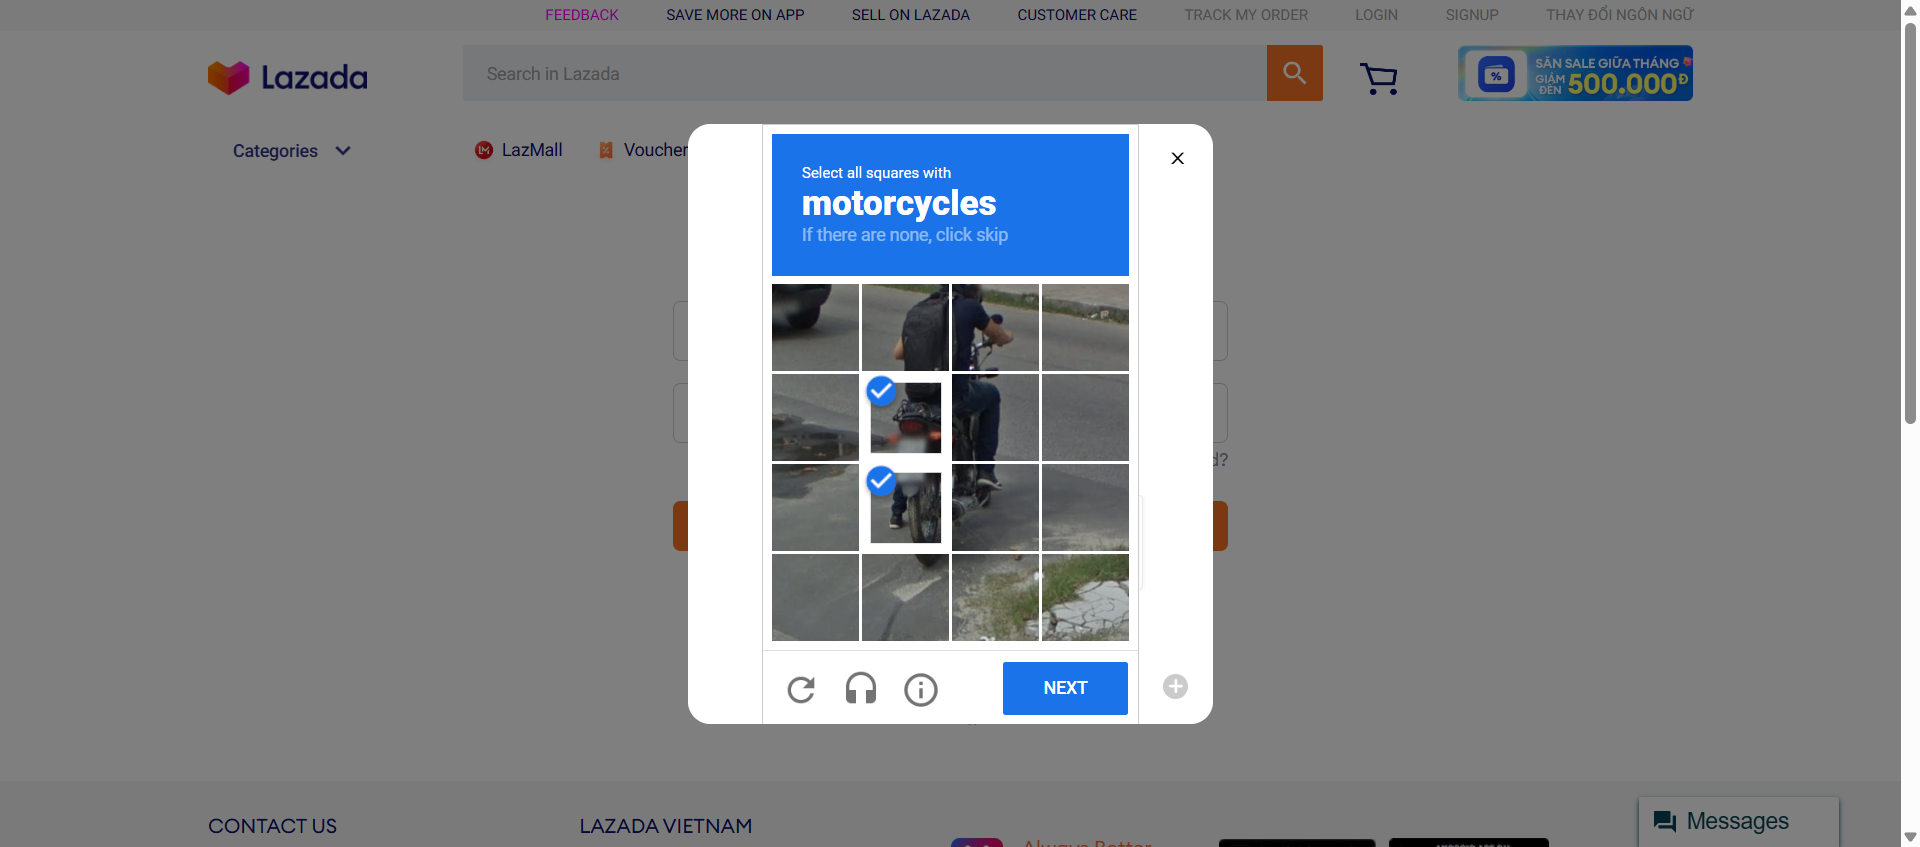 FEEDBACK SAVE MORE ON APP SELL ON LAZADA CUSTOMER CARE TRACK MY ORDER LOGIN SIGNUP THAY ĐỔI NGÔN NGỮ
Lazada
Search in Lazada
SĂN SALE GIỮA THÁNG
GIẢM ĐẾN 500.000Đ
Categories LazMall Voucher
Select all squares with
motorcycles
If there are none, click skip
d?
NEXT
CONTACT US
LAZADA VIETNAM
Always Better
Messages